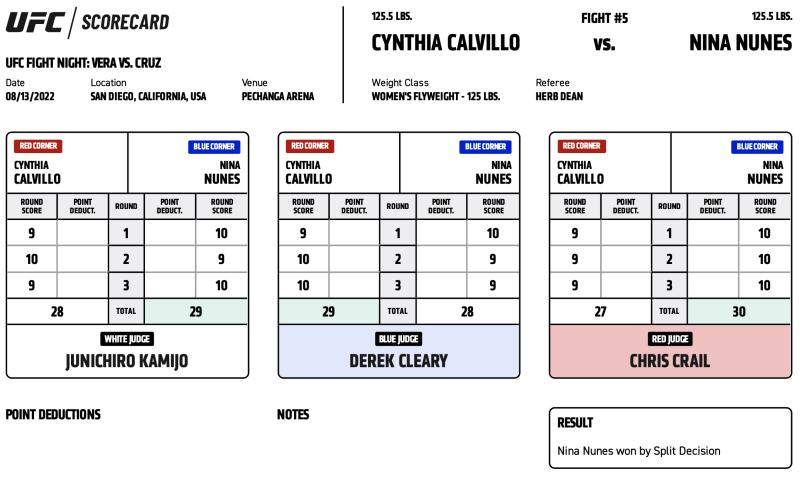 UFC / SCORECARD
UFC FIGHT NIGHT: VERA VS. CRUZ
Date Location Venue
08/13/2022 SAN DIEGO, CALIFORNIA, USA PECHANGA ARENA
125.5 LBS. FIGHT #5 125.5 LBS.
CYNTHIA CALVILLO VS. NINA NUNES
Weight Class Referee
WOMEN'S FLYWEIGHT - 125 LBS. HERB DEAN
RED CORNER BLUE CORNER
CYNTHIA NINA
CALVILLO NUNES
ROUND POINT ROUND POINT ROUND
SCORE DEDUCT. DEDUCT. SCORE
9 1 10
10 2 9
9 3 10
28 TOTAL 29
WHITE JUDGE
JUNICHIRO KAMIJO
RED CORNER BLUE CORNER
CYNTHIA NINA
CALVILLO NUNES
ROUND POINT ROUND POINT ROUND
SCORE DEDUCT. DEDUCT. SCORE
9 1 10
10 2 9
10 3 9
29 TOTAL 28
BLUE JUDGE
DEREK CLEARY
RED CORNER BLUE CORNER
CYNTHIA NINA
CALVILLO NUNES
ROUND POINT ROUND POINT ROUND
SCORE DEDUCT. DEDUCT. SCORE
9 1 10
9 2 10
9 3 10
27 TOTAL 30
RED JUDGE
CHRIS CRAIL
POINT DEDUCTIONS
NOTES
RESULT
Nina Nunes won by Split Decision